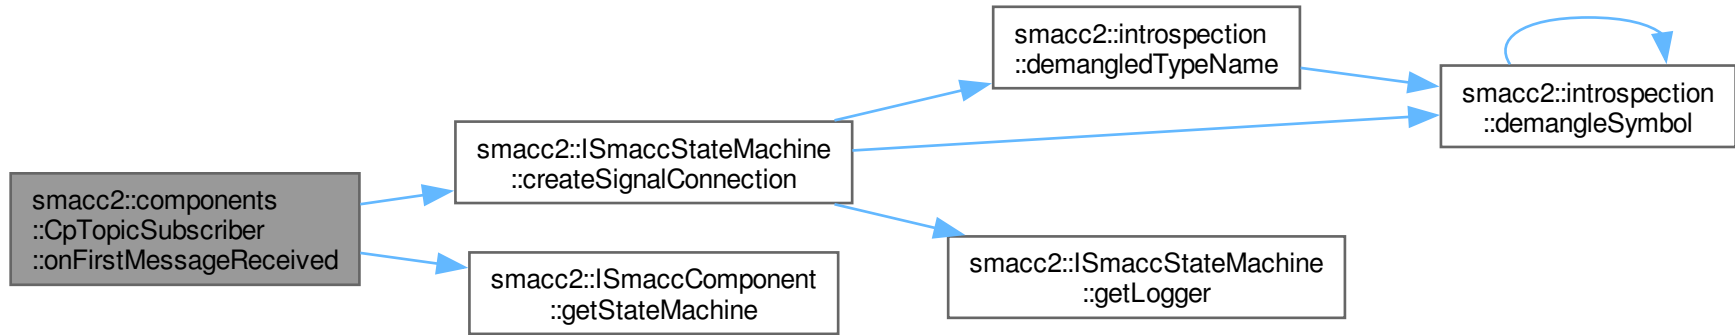 smacc2::components
::CpTopicSubscriber
::onFirstMessageReceived
smacc2::ISmaccStateMachine
::createSignalConnection
smacc2::ISmaccComponent
::getStateMachine
smacc2::introspection
::demangledTypeName
smacc2::ISmaccStateMachine
::getLogger
smacc2::introspection
::demangleSymbol